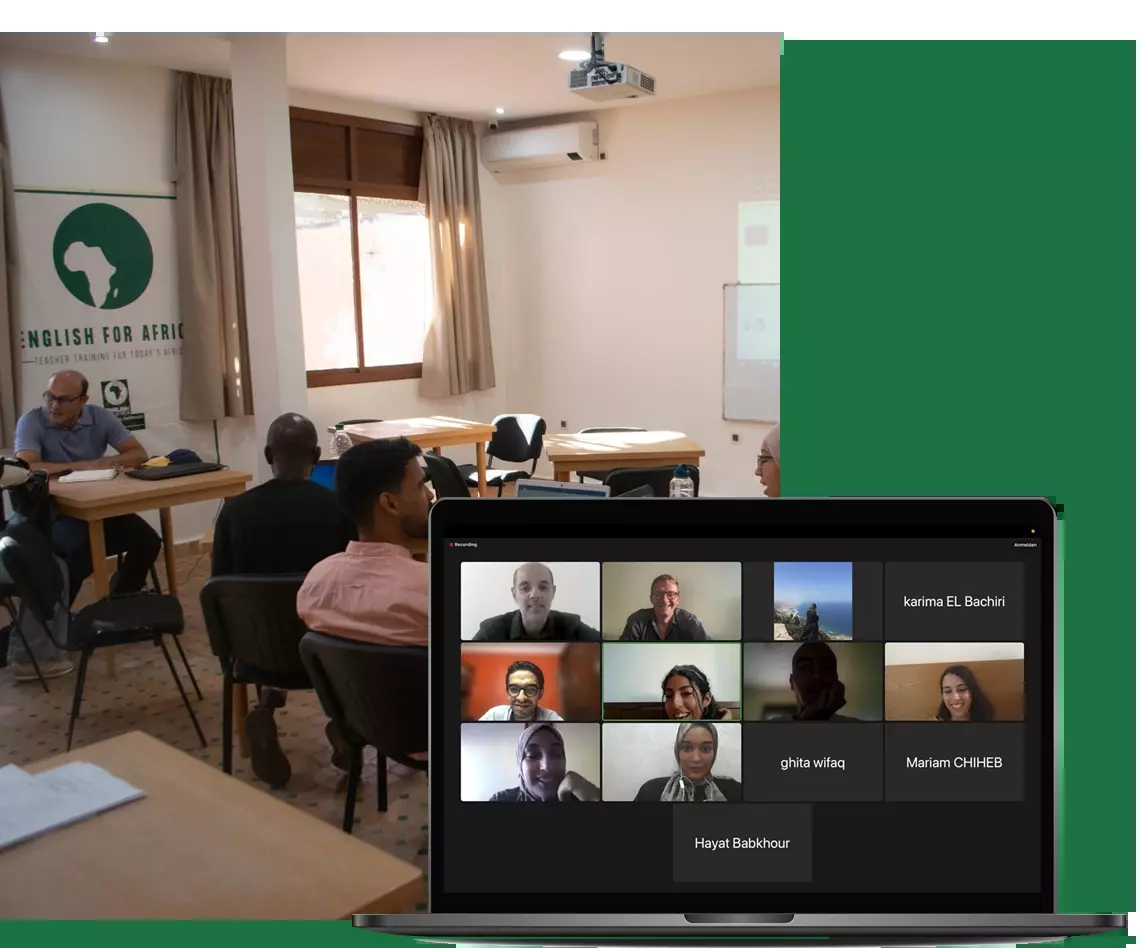 ENGLISH FOR AFRIC
TEACHER TRAINING FOR TODAY'S AFRIC
Recording
Anmelden
karima EL Bachiri
ghita wifaq
Mariam CHIHEB
Hayat Babkhour